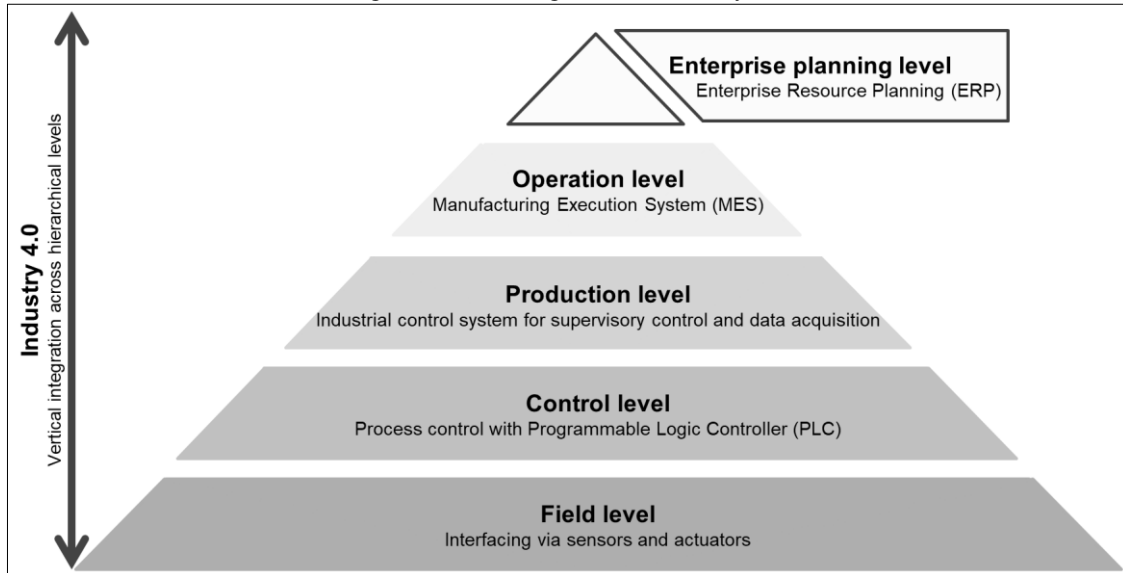 Enterprise planning level
Enterprise Resource Planning (ERP)
Operation level
Manufacturing Execution System (MES)
Production level
Industrial control system for supervisory control and data acquisition
Control level
Process control with Programmable Logic Controller (PLC)
Field level
Interfacing via sensors and actuators
Industry 4.0
Vertical integration across hierarchical levels